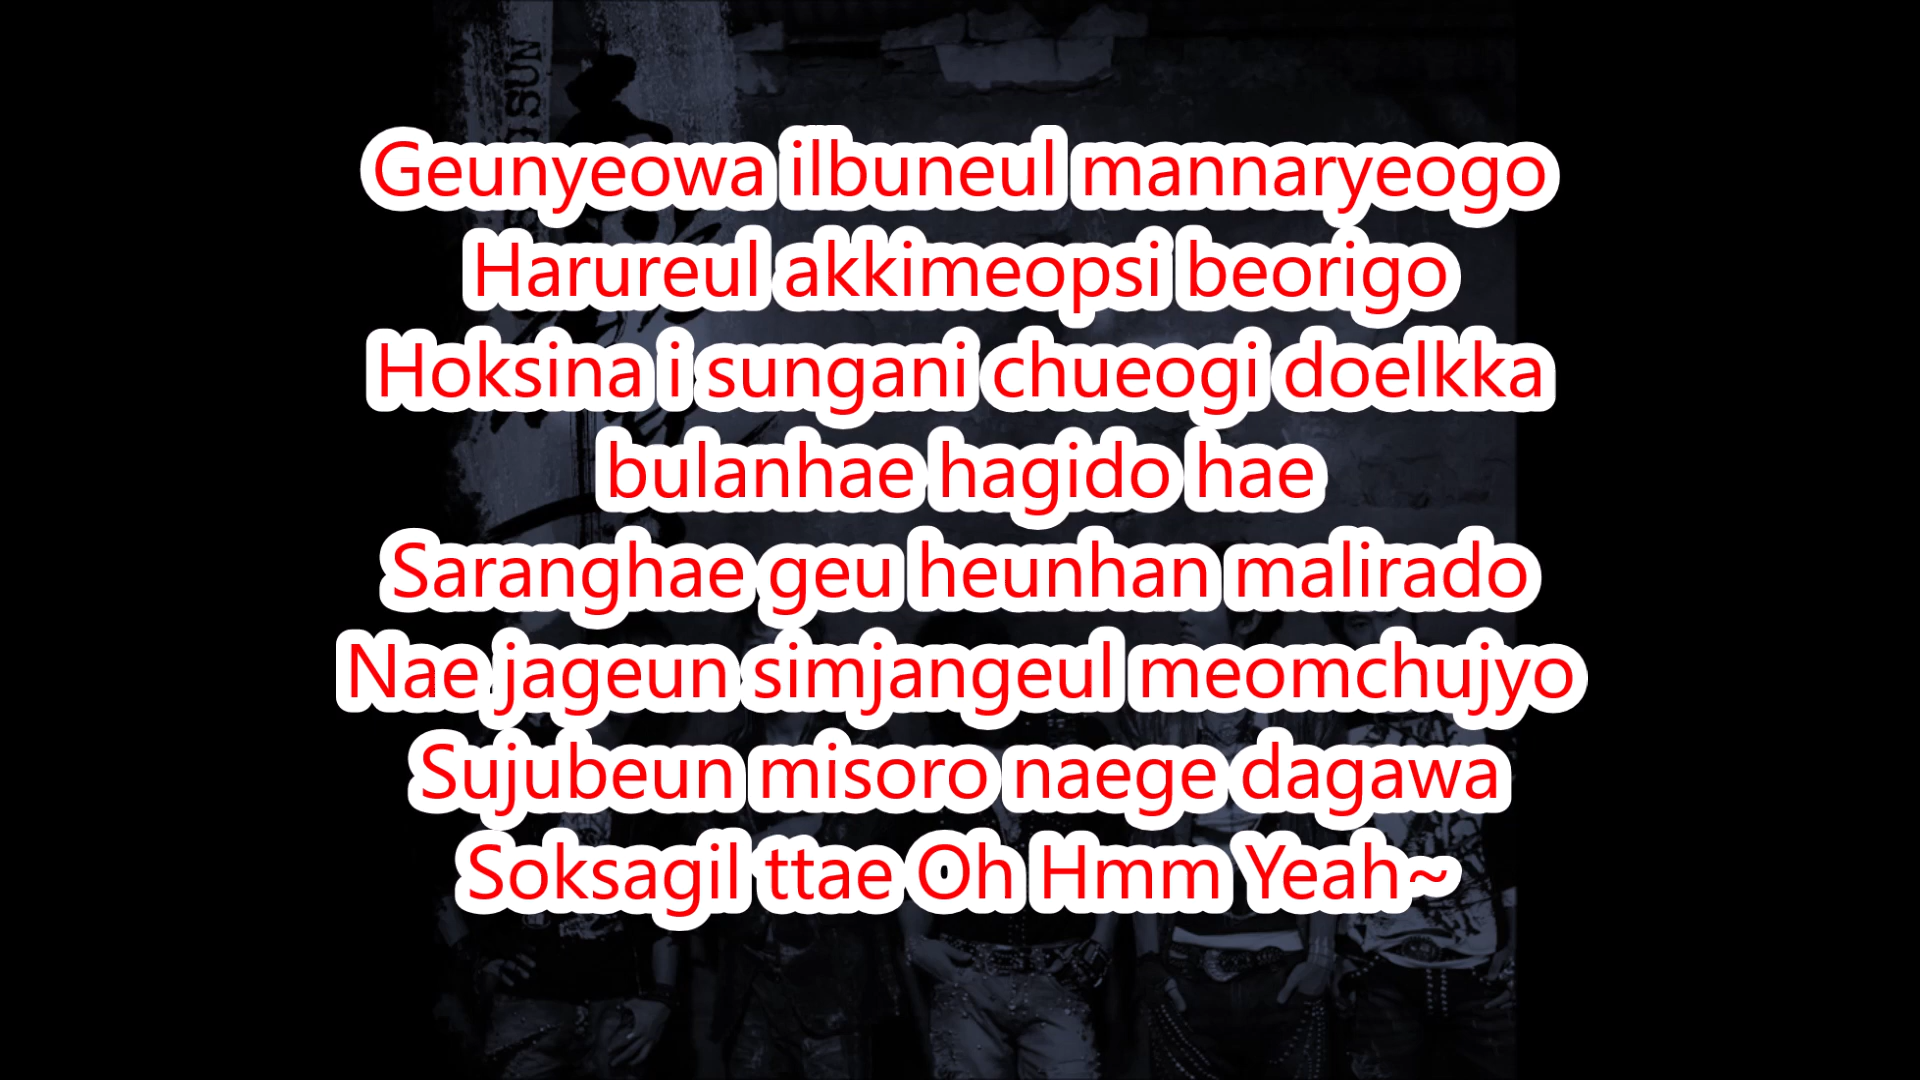 SUN
Geunyeowa ilbuneul mannaryeogo
Harureul akkimeopsi beorigo
Hoksina i sungani chueogi doelkka
bulanhae hagido hae
Saranghae geu heunhan malirado
Nae jageun simjangeul meomchujyo
Sujubeun misoro naege dagawa
Soksagil ttae Oh Hmm Yeah~